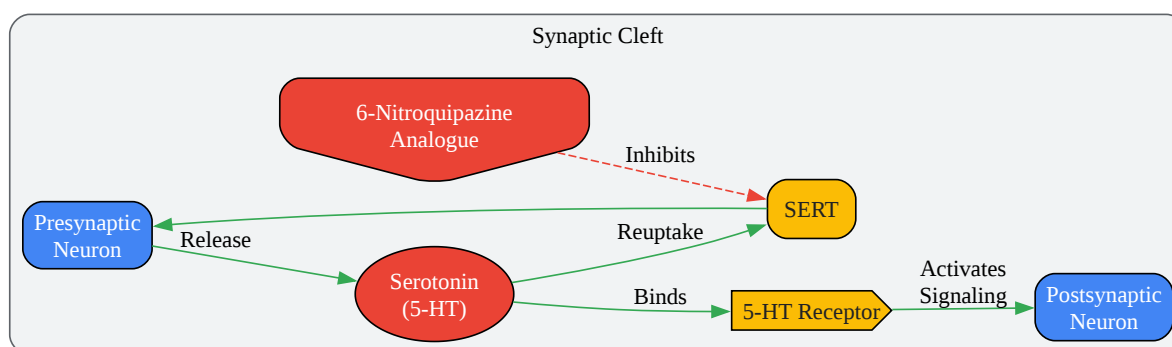 Synaptic Cleft
6-Nitroquipazine
Analogue
Inhibits
Presynaptic
Neuron
SERT
Release
Reuptake
Serotonin
(5-HT)
Binds
5-HT Receptor
Activates
Signaling
Postsynaptic
Neuron